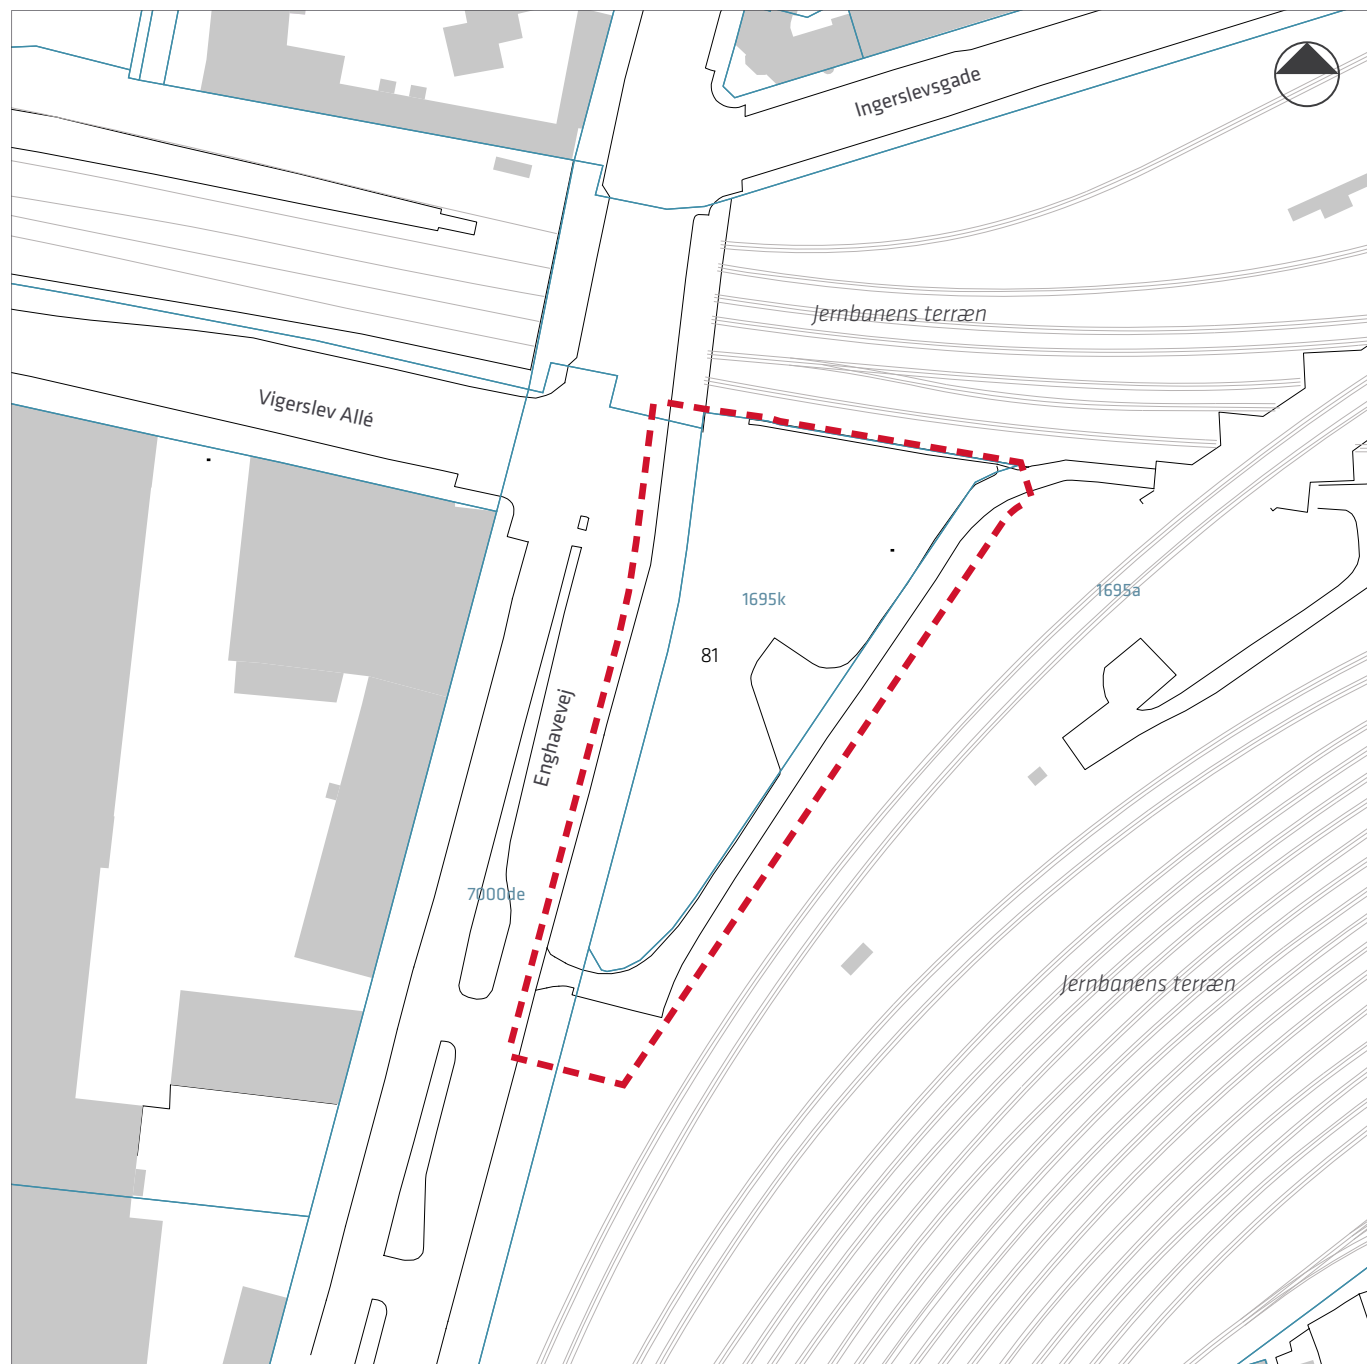 Ingerslevsgade
Jernbanens terræn
Vigerslev Allé
1695k
1695a
81
Enghavevej
7000de
Jernbanens terræn